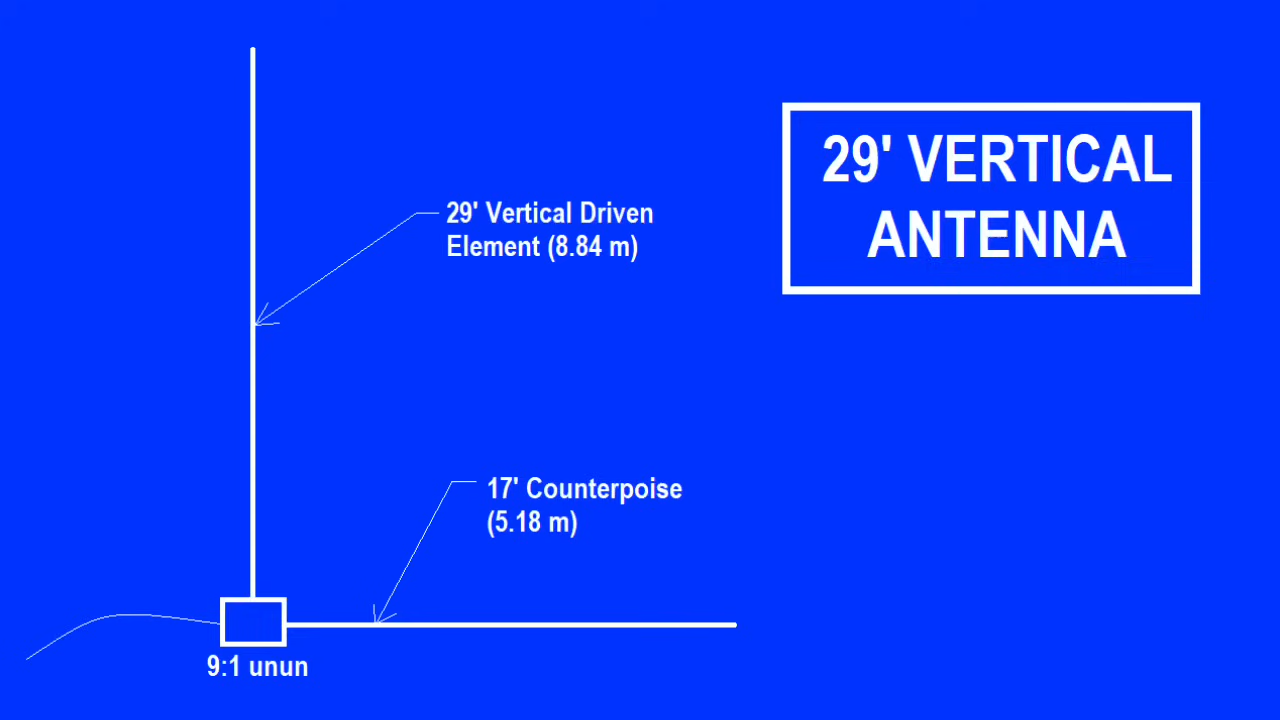 29' VERTICAL
ANTENNA
29' Vertical Driven
Element (8.84 m)
17' Counterpoise
(5.18 m)
9:1 unun